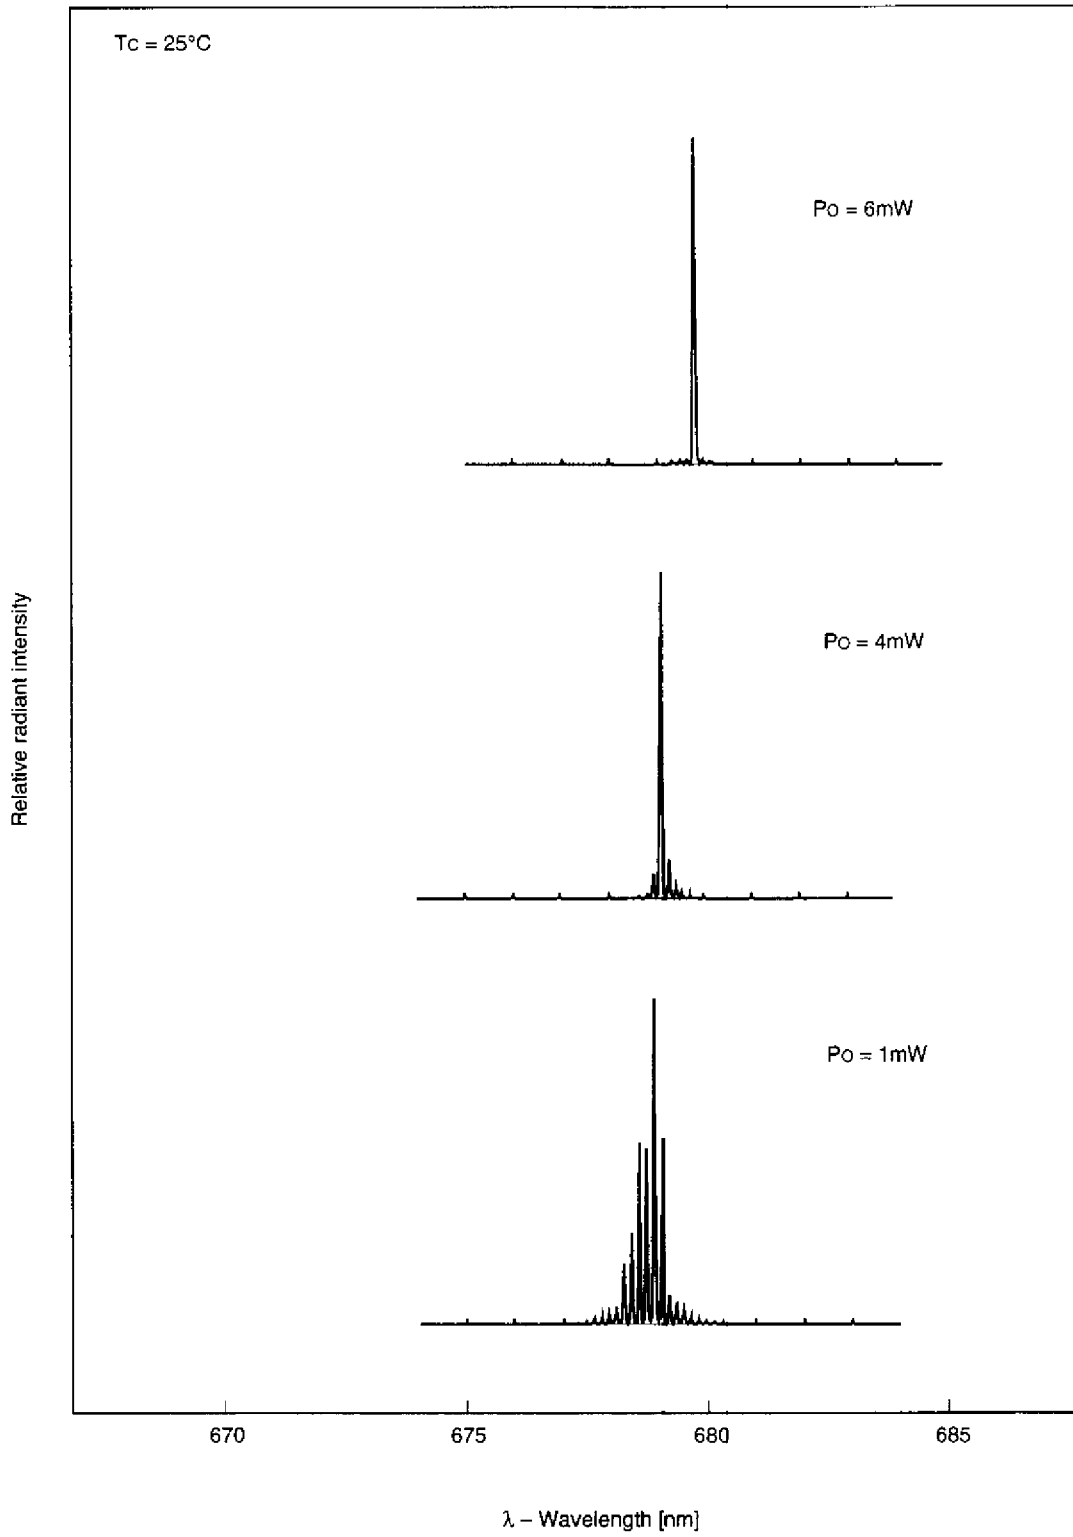 Tc = 25°C
Po = 6mW
Po = 4mW
Po = 1mW
Relative radiant intensity
670 675 680 685
λ – Wavelength [nm]